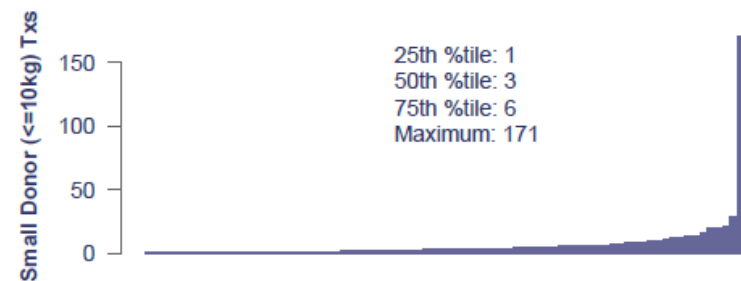 Small Donor (<=10kg) Txs
150
100
50
0
25th %tile: 1
50th %tile: 3
75th %tile: 6
Maximum: 171